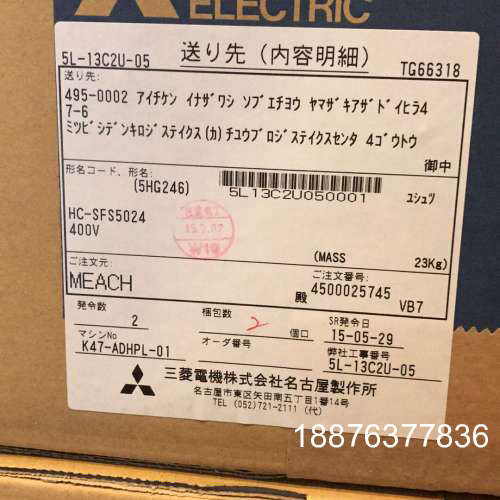 ELECTRIC
5L-13C2U-05 送り先（内容明細） TG66318
送り先：
495-0002 アイチケン イナザワシ ソブエチヨウ ヤマザキアザドイヒラ4
7-6
ミツビシデンキロジステイクス(カ)チユウブロジステイクスセンタ 4ゴウトウ
御中
形名コード、形名：
(5HG246)
5L13C2U050001 ユシュツ
HC-SFS5024
400V
15.7.07
W19
(MASS 23Kg)
ご注文元：
MEACH 殿
ご注文番号：
4500025745 VB7
発令数
2
梱包数
2 個口
SR発令日
15-05-29
マシンNo
K47-ADHPL-01
オーダ番号
弊社工事番号
5L-13C2U-05
三菱電機株式会社名古屋製作所
名古屋市東区矢田南五丁目1番14号
TEL (052)721-2111 (代)
18876377836